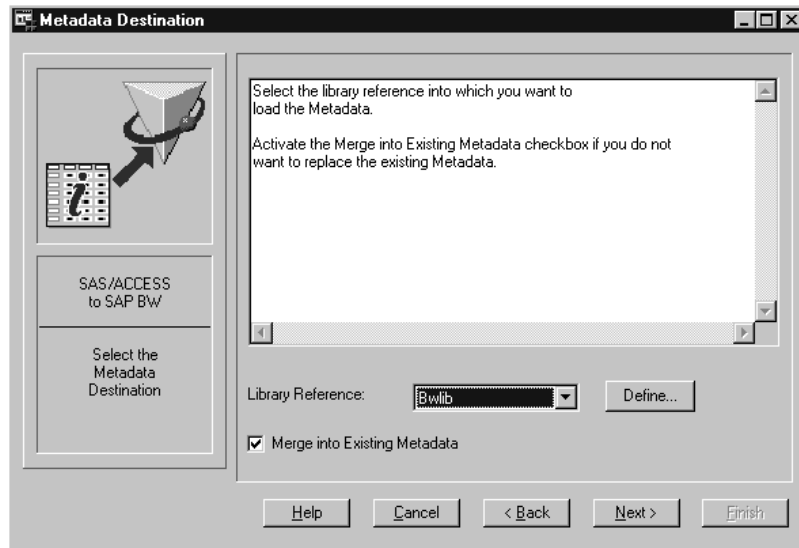 Metadata Destination
Select the library reference into which you want to
load the Metadata.
Activate the Merge into Existing Metadata checkbox if you do not
want to replace the existing Metadata.
SAS/ACCESS
to SAP BW
Select the
Metadata
Destination
Library Reference:
Bwlib
Define...
Merge into Existing Metadata
Help
Cancel
< Back
Next >
Finish